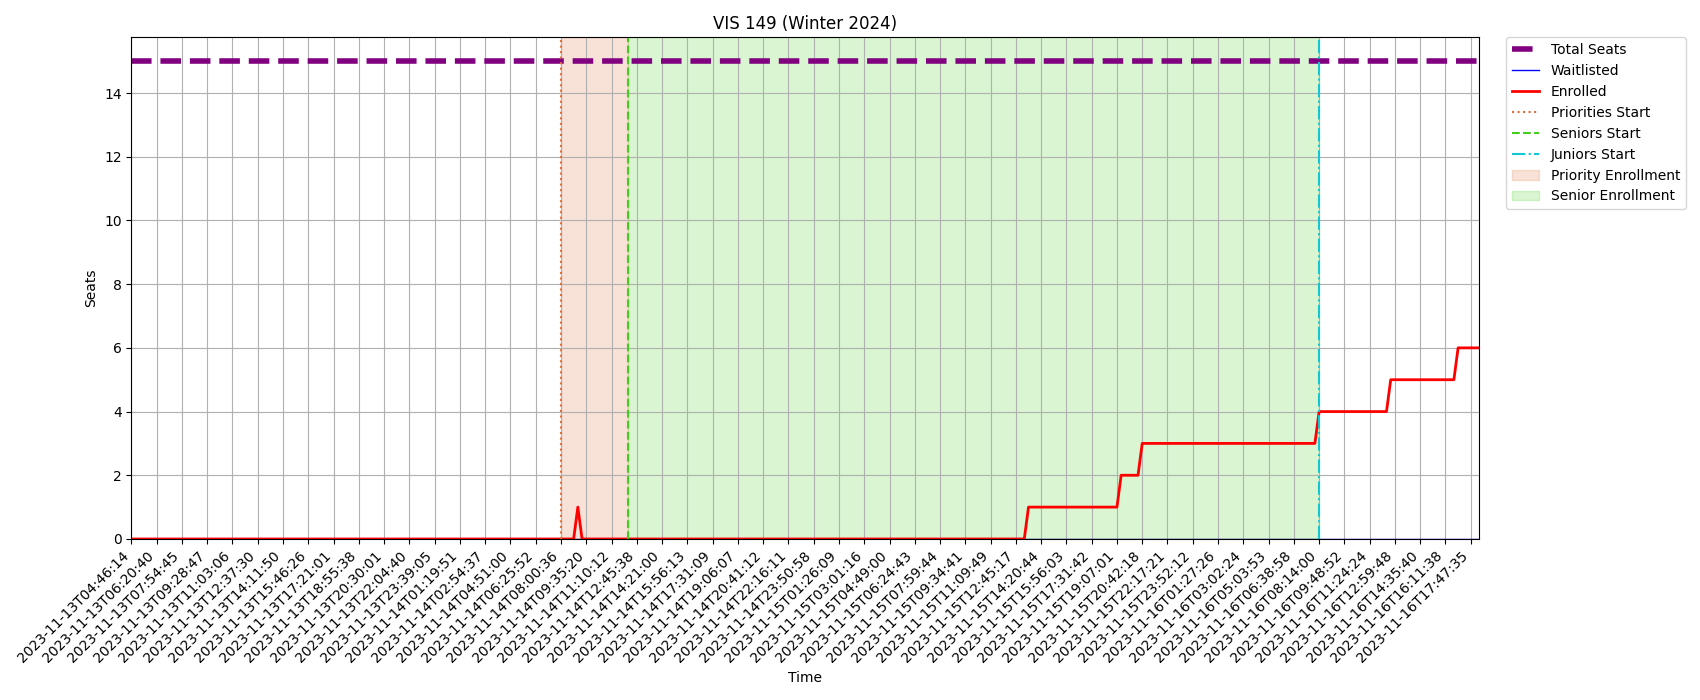 VIS 149 (Winter 2024)
Total Seats
Waitlisted
Enrolled
Priorities Start
Seniors Start
Juniors Start
Priority Enrollment
Senior Enrollment
Seats
14
12
10
8
6
4
2
0
2023-11-13T04:46:14
2023-11-13T06:20:40
2023-11-13T07:54:45
2023-11-13T09:28:47
2023-11-13T11:03:06
2023-11-13T12:37:30
2023-11-13T14:11:50
2023-11-13T15:46:26
2023-11-13T17:21:01
2023-11-13T18:55:38
2023-11-13T20:30:01
2023-11-13T22:04:40
2023-11-13T23:39:05
2023-11-14T01:19:51
2023-11-14T02:54:37
2023-11-14T04:51:00
2023-11-14T06:25:52
2023-11-14T08:00:36
2023-11-14T09:35:20
2023-11-14T11:10:12
2023-11-14T12:45:38
2023-11-14T14:21:00
2023-11-14T15:56:13
2023-11-14T17:31:09
2023-11-14T19:06:07
2023-11-14T20:41:12
2023-11-14T22:16:11
2023-11-14T23:50:58
2023-11-15T01:26:09
2023-11-15T03:01:16
2023-11-15T04:49:00
2023-11-15T06:24:43
2023-11-15T07:59:44
2023-11-15T09:34:41
2023-11-15T11:09:49
2023-11-15T12:45:17
2023-11-15T14:20:44
2023-11-15T15:56:03
2023-11-15T17:31:42
2023-11-15T19:07:01
2023-11-15T20:42:18
2023-11-15T22:17:21
2023-11-15T23:52:12
2023-11-16T01:27:26
2023-11-16T03:02:24
2023-11-16T05:03:53
2023-11-16T06:38:58
2023-11-16T08:14:00
2023-11-16T09:48:52
2023-11-16T11:24:24
2023-11-16T12:59:48
2023-11-16T14:35:40
2023-11-16T16:11:38
2023-11-16T17:47:35
Time